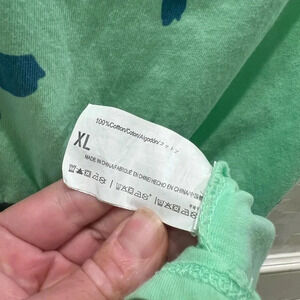 100%Cotton/Coton/Algodón/コットン
XL
MADE IN CHINA/FABRIQUÉ EN CHINE/HECHO EN CHINA/中国製